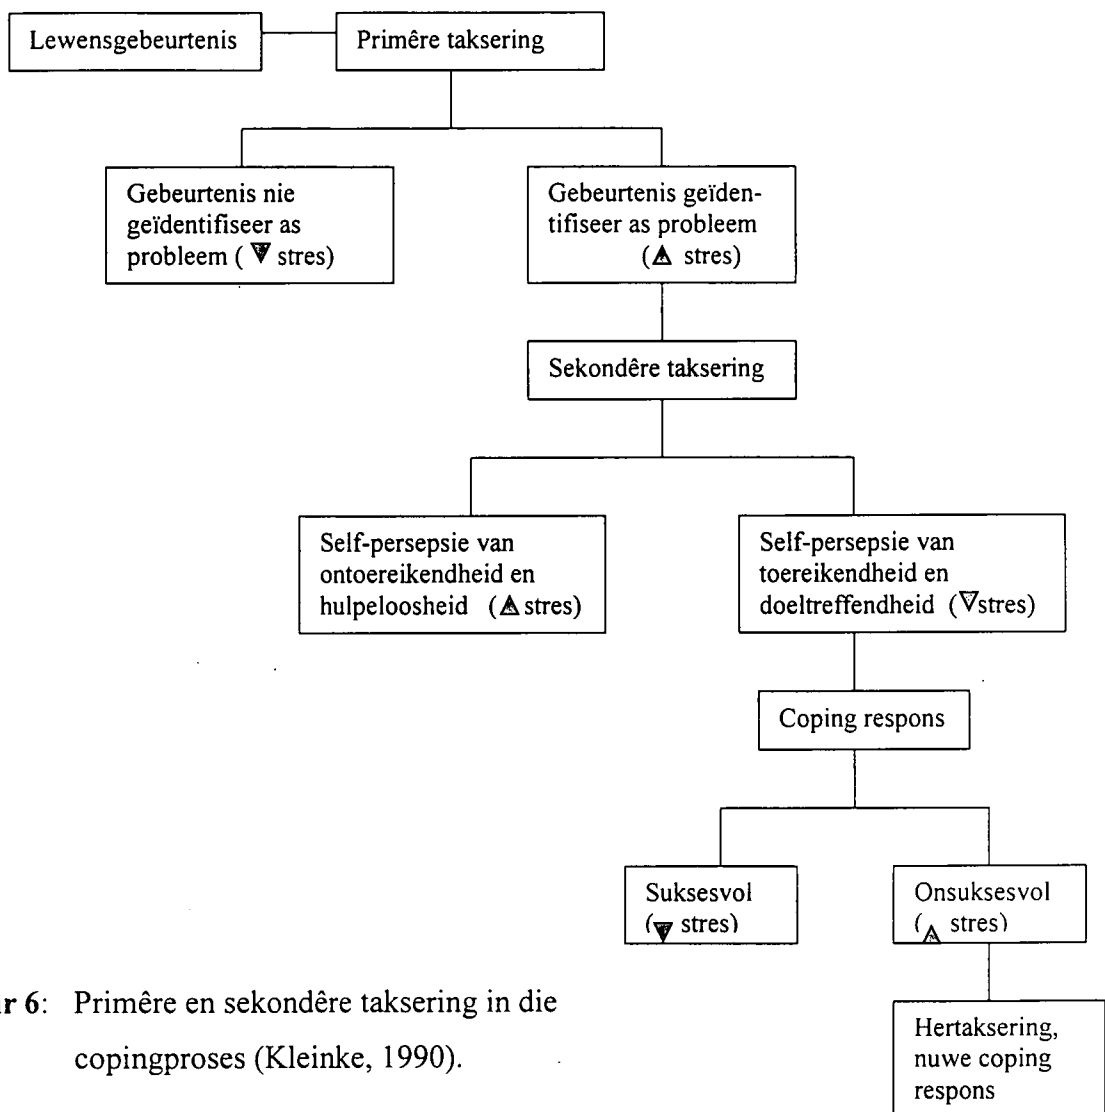 Lewensgebeurtenis
Primêre taksering
Gebeurtenis nie
geïdentifiseer as
probleem ( ▼ stres)
Gebeurtenis geïden-
tifiseer as probleem
(▲ stres)
Sekondêre taksering
Self-persepsie van
ontoereikendheid en
hulpeloosheid (▲ stres)
Self-persepsie van
toereikendheid en
doeltreffendheid (▽stres)
Coping respons
Suksesvol
(▼ stres)
Onsuksesvol
(▲ stres)
Hertaksering,
nuwe coping
respons
r 6: Primêre en sekondêre taksering in die
copingproses (Kleinke, 1990).